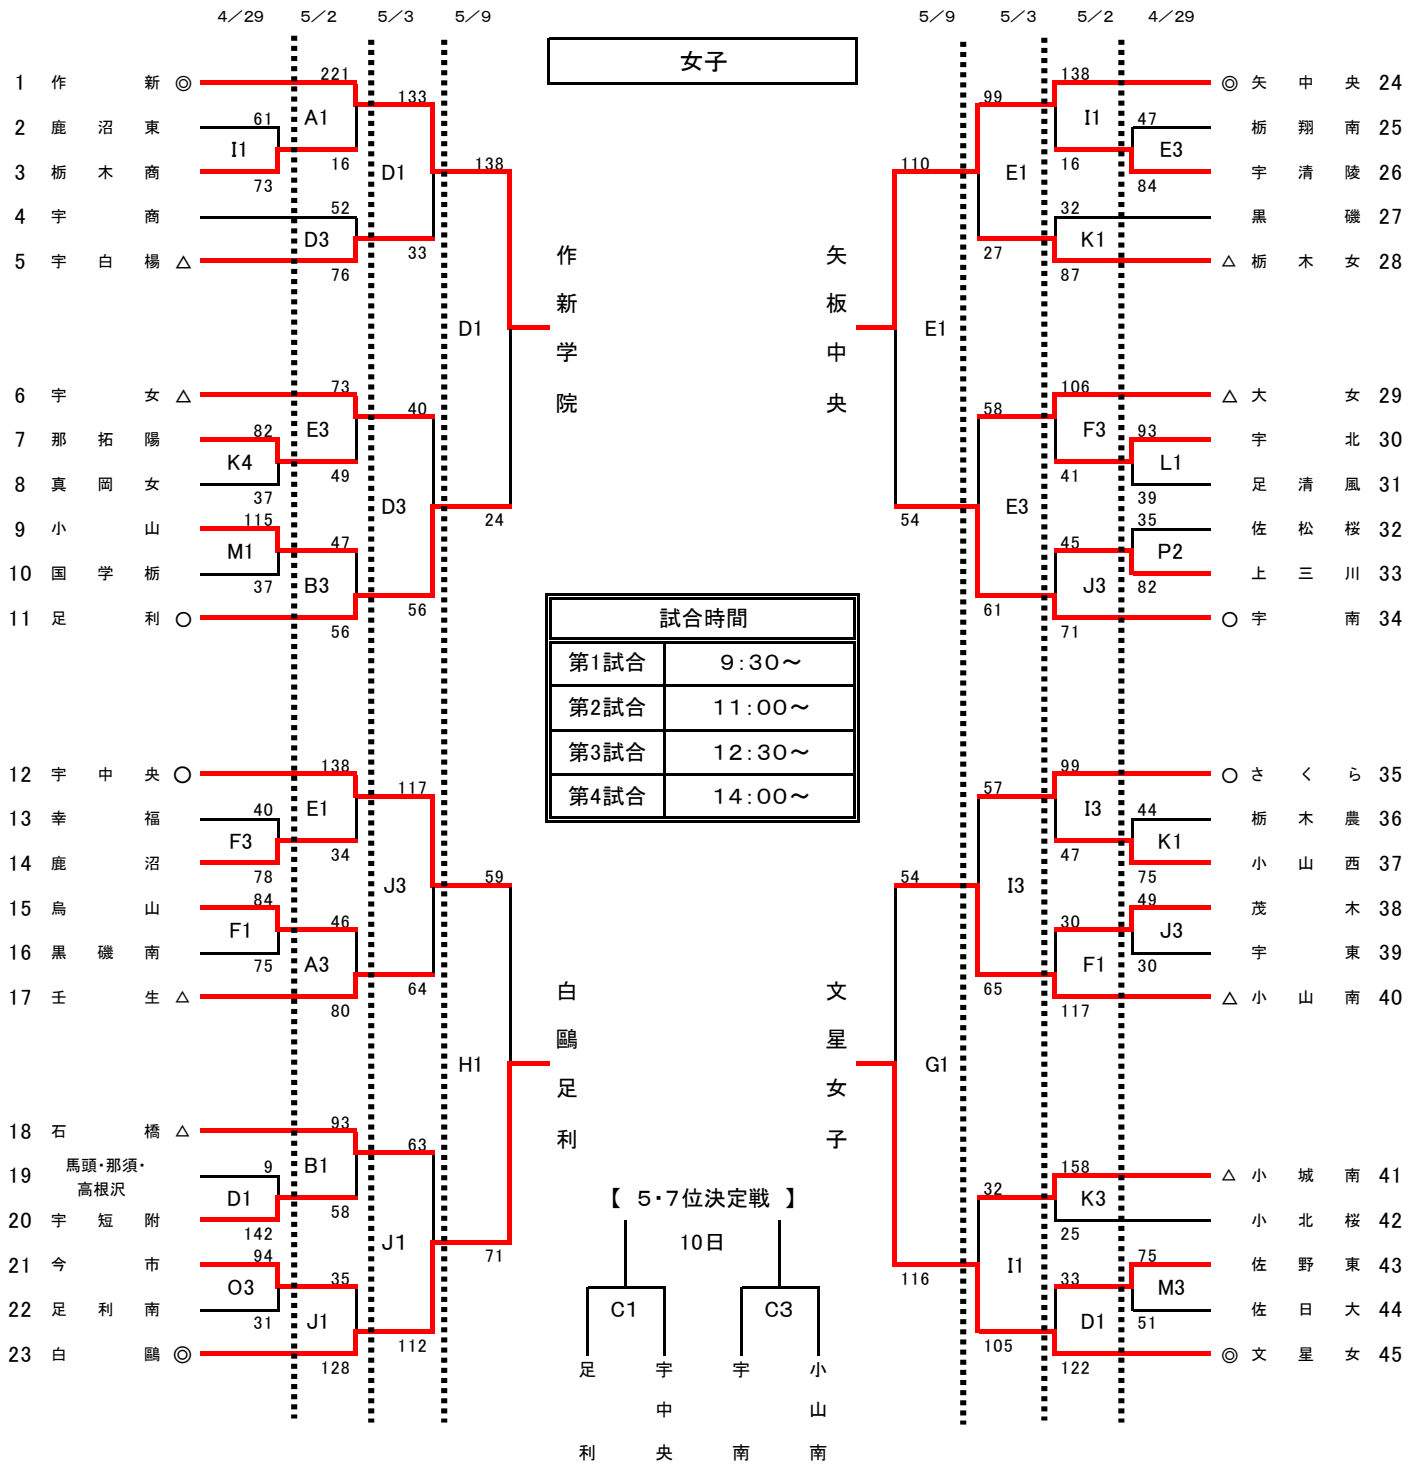 4／29 5／2 5／3 5／9
5／9 5／3 5／2 4／29
女子
1 作新 ◎
2 鹿沼東
3 栃木商
4 宇商
5 宇白楊 △
6 宇女 △
7 那拓陽
8 真岡女
9 小山
10 国学栃
11 足利 ○
12 宇中央 ○
13 幸福
14 鹿沼
15 烏山
16 黒磯南
17 壬生 △
18 石橋 △
19 馬頭・那須・
高根沢
20 宇短附
21 今市
22 足利南
23 白鷗 ◎
61
I1
73
82
K4
37
115
M1
37
40
F3
78
84
F1
75
9
D1
142
94
O3
31
221
A1
16
52
D3
76
73
E3
49
47
B3
56
138
E1
34
46
A3
80
93
B1
58
35
J1
128
133
D1
33
40
D3
56
117
J3
64
63
J1
112
138
D1
24
59
H1
71
作新学院
白鷗足利
矢板中央
文星女子
試合時間
第1試合 9:30～
第2試合 11:00～
第3試合 12:30～
第4試合 14:00～
【 5・7位決定戦 】
10日
C1 C3
足利
宇中央
宇南
小山南
110
E1
54
54
G1
116
99
E1
27
58
E3
61
57
I3
65
32
I1
105
138
I1
16
32
K1
87
106
F3
41
45
J3
71
99
I3
47
30
F1
117
158
K3
25
33
D1
122
47
E3
84
93
L1
39
35
P2
82
44
K1
75
49
J3
30
75
M3
51
◎ 矢中央 24
栃翔南 25
宇清陵 26
黒磯 27
△ 栃木女 28
△ 大女 29
宇北 30
足清風 31
佐松桜 32
上三川 33
○ 宇南 34
○ さくら 35
栃木農 36
小山西 37
茂木 38
宇東 39
△ 小山南 40
△ 小城南 41
小北桜 42
佐野東 43
佐日大 44
◎ 文星女 45